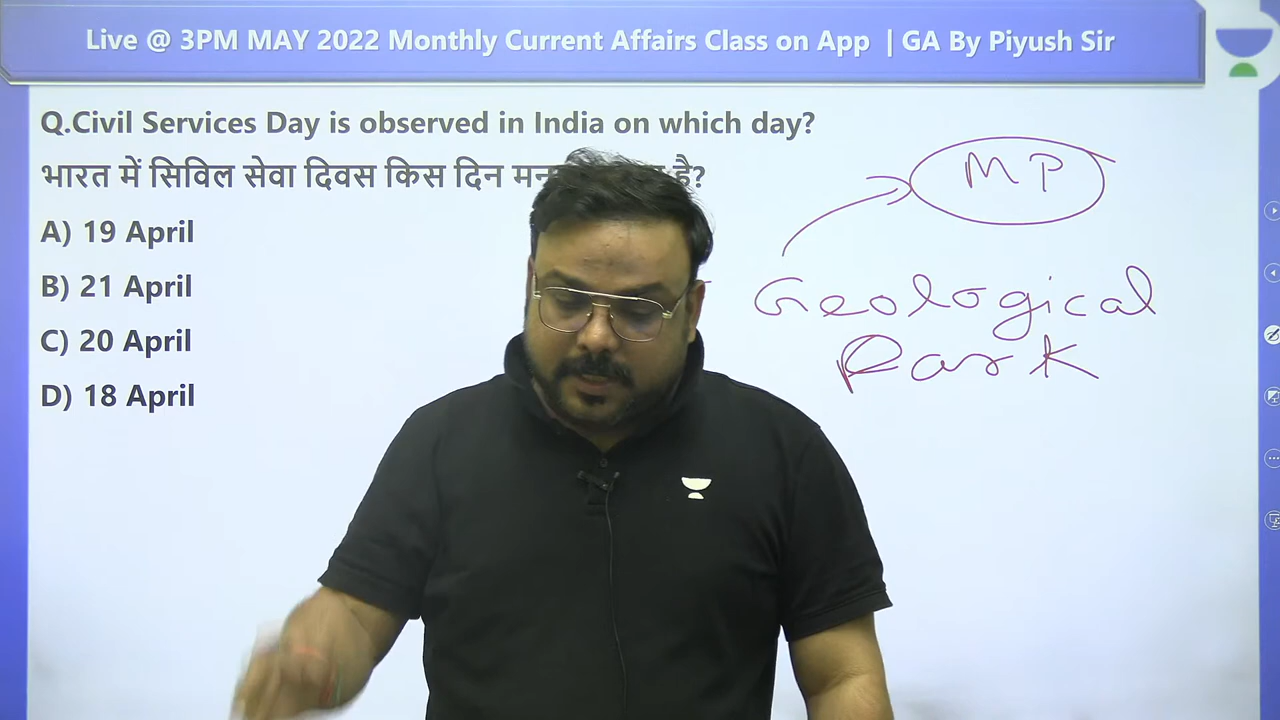 Live @ 3PM MAY 2022 Monthly Current Affairs Class on App | GA By Piyush Sir
Q.Civil Services Day is observed in India on which day?
भारत में सिविल सेवा दिवस किस दिन है?
A) 19 April
B) 21 April
C) 20 April
D) 18 April
MP
Geological
Park